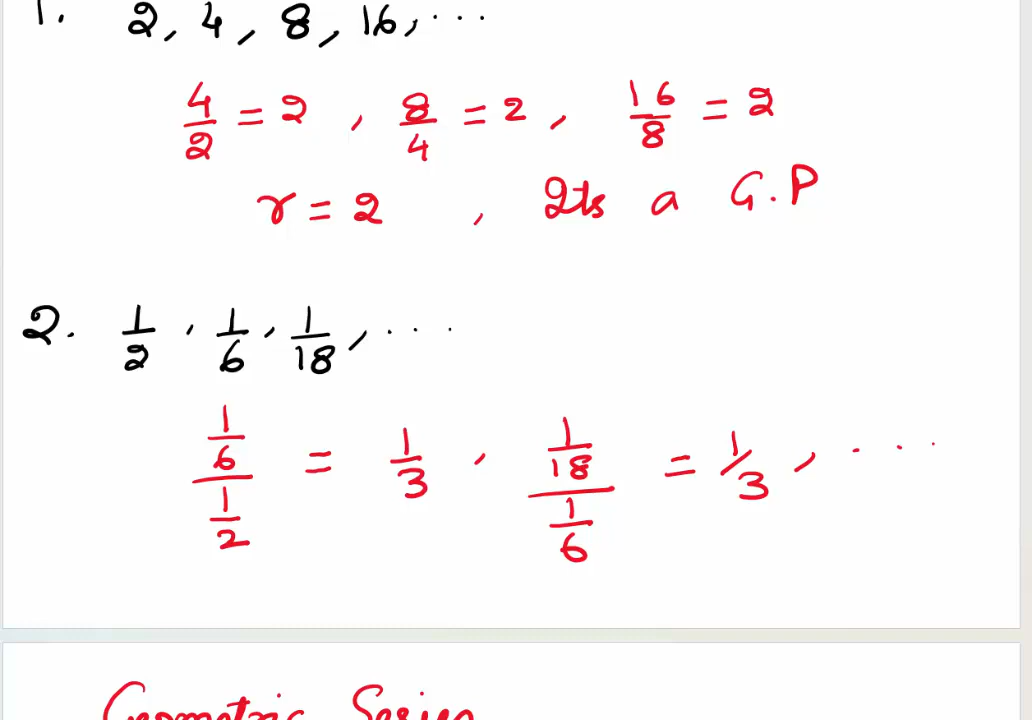 1. 2, 4, 8, 16, ...
4/2 = 2, 8/4 = 2, 16/8 = 2
r = 2, Its a G.P
2. 1/2, 1/6, 1/18, ...
(1/6)/(1/2) = 1/3, (1/18)/(1/6) = 1/3, ...
Geometric Series